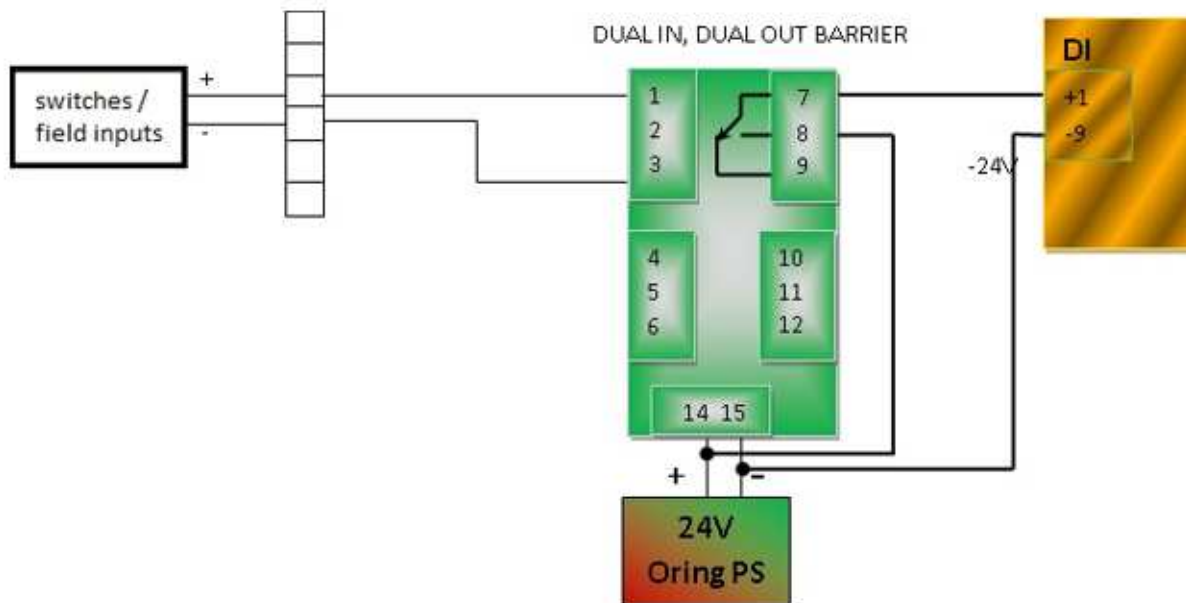 DUAL IN, DUAL OUT BARRIER
switches /
field inputs
+
-
1
2
3
4
5
6
7
8
9
10
11
12
14 15
DI
+1
-9
-24V
+
-
24V
Oring PS